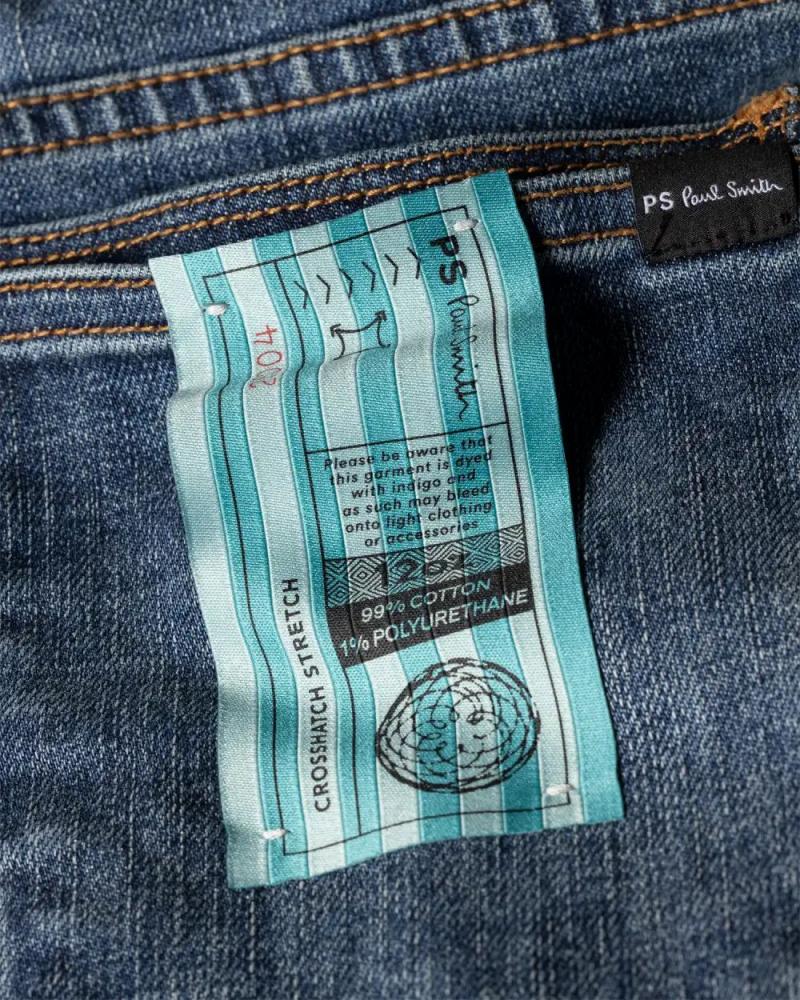 PS Paul Smith
PS Paul Smith
2004
Please be aware that
this garment is dyed
with indigo and
as such may bleed
onto light clothing
or accessories
12oz
99% COTTON
1% POLYURETHANE
CROSSHATCH STRETCH